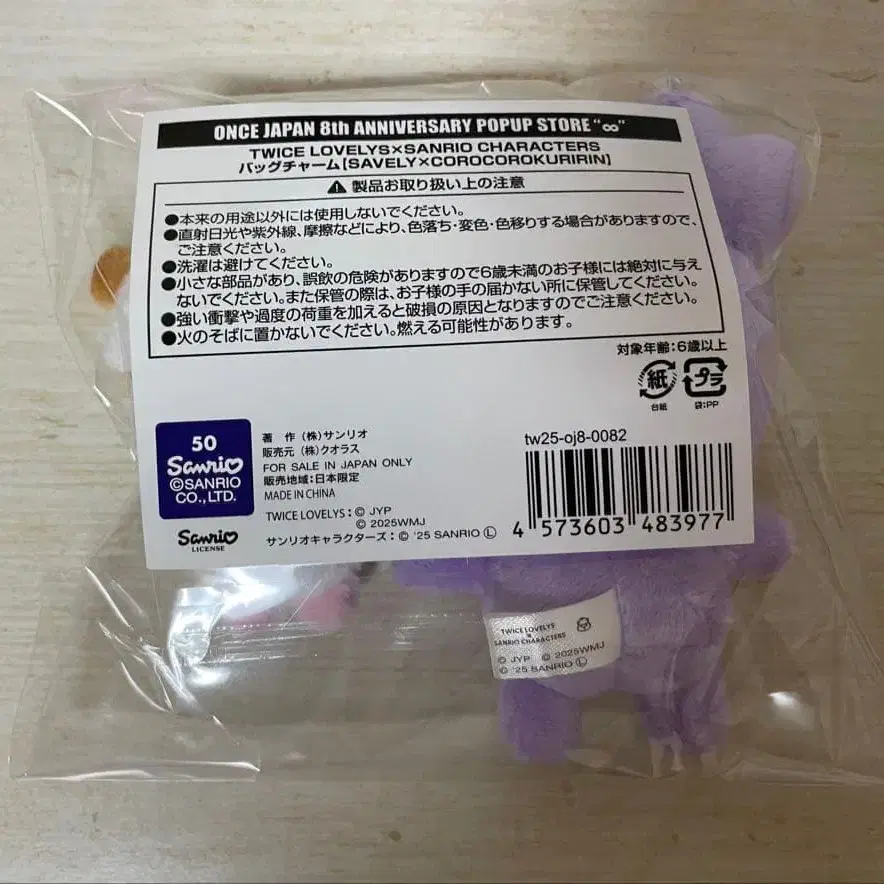 ONCE JAPAN 8th ANNIVERSARY POPUP STORE "∞"
TWICE LOVELYS×SANRIO CHARACTERS
バッグチャーム【SAVELY×COROCOROKURIRIN】
⚠ 製品お取り扱い上の注意
●本来の用途以外には使用しないでください。
●直射日光や紫外線、摩擦などにより、色落ち・変色・色移りする場合がありますので、
ご注意ください。
●洗濯は避けてください。
●小さな部品があり、誤飲の危険がありますので6歳未満のお子様には絶対に与え
ないでください。また保管の際は、お子様の手の届かない所に保管してください。
●強い衝撃や過度の荷重を加えると破損の原因となりますのでご注意ください。
●火のそばに置かないでください。燃える可能性があります。
対象年齢:6歳以上
紙 プラ
台紙 袋:PP
50
Sanrio
©SANRIO
CO.,LTD.
Sanrio
LICENSE
著 作 (株)サンリオ
販売元 (株)クオラス
FOR SALE IN JAPAN ONLY
販売地域:日本限定
MADE IN CHINA
TWICE LOVELYS:© JYP
© 2025WMJ
サンリオキャラクターズ:© '25 SANRIO Ⓛ
tw25-oj8-0082
4 573603 483977
TWICE LOVELYS
×
SANRIO CHARACTERS
© JYP © 2025WMJ
© '25 SANRIO Ⓛ